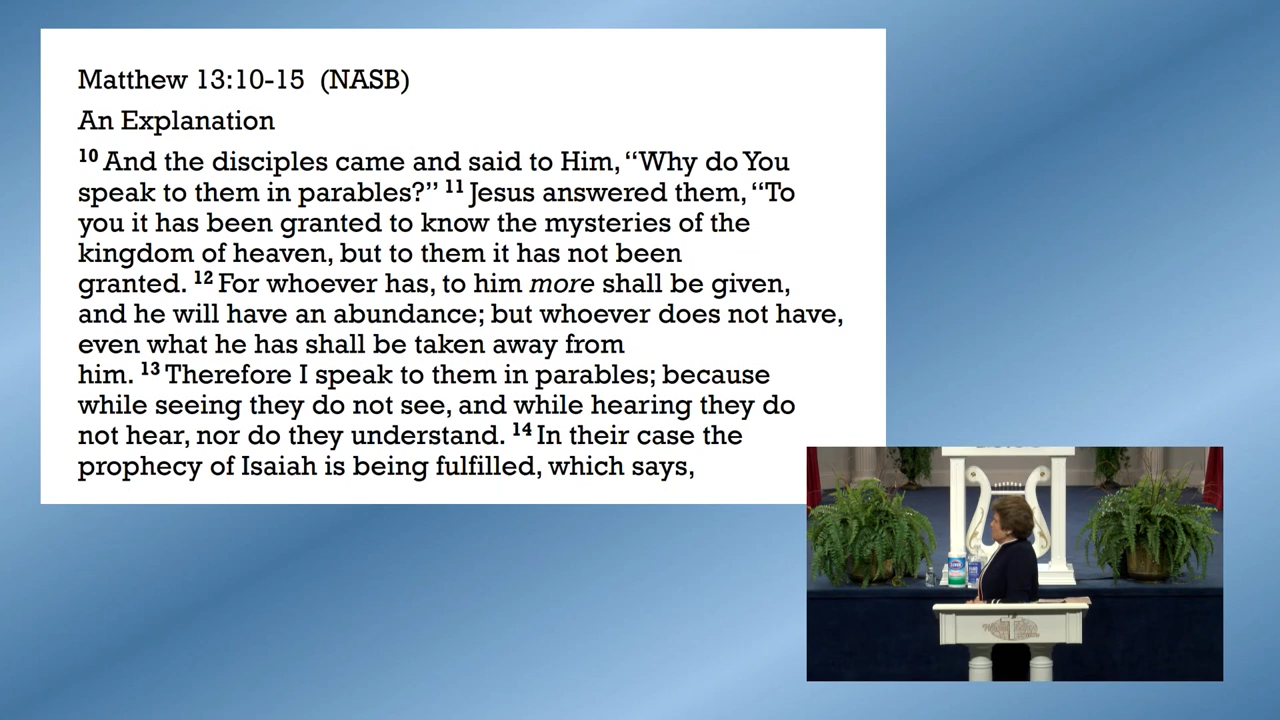 Matthew 13:10-15 (NASB)
An Explanation
10 And the disciples came and said to Him, “Why do You
speak to them in parables?” 11 Jesus answered them, “To
you it has been granted to know the mysteries of the
kingdom of heaven, but to them it has not been
granted. 12 For whoever has, to him more shall be given,
and he will have an abundance; but whoever does not have,
even what he has shall be taken away from
him. 13 Therefore I speak to them in parables; because
while seeing they do not see, and while hearing they do
not hear, nor do they understand. 14 In their case the
prophecy of Isaiah is being fulfilled, which says,